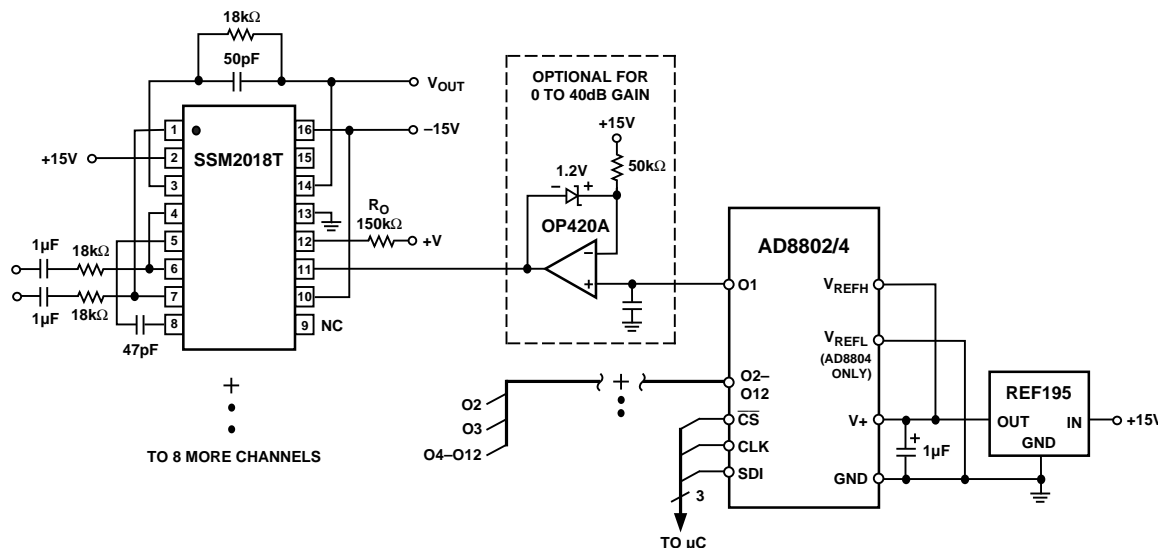 18kΩ
50pF
VOUT
1
2
3
4
5
6
7
8
16
15
14
13
12
11
10
9
SSM2018T
+15V
–15V
RO
150kΩ
+V
NC
1µF
18kΩ
1µF
18kΩ
47pF
+
TO 8 MORE CHANNELS
OPTIONAL FOR
0 TO 40dB GAIN
+15V
50kΩ
1.2V
– +
OP420A
–
+
AD8802/4
O1
VREFH
VREFL
(AD8804
ONLY)
O2–
O12
CS
CLK
SDI
V+
GND
O2
O3
O4–O12
+
3
TO µC
+
1µF
REF195
OUT
IN
GND
+15V